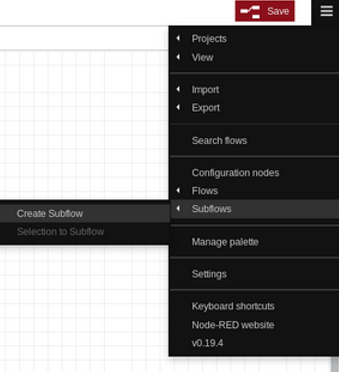 Save
Projects
View
Import
Export
Search flows
Configuration nodes
Flows
Subflows
Create Subflow
Selection to Subflow
Manage palette
Settings
Keyboard shortcuts
Node-RED website
v0.19.4